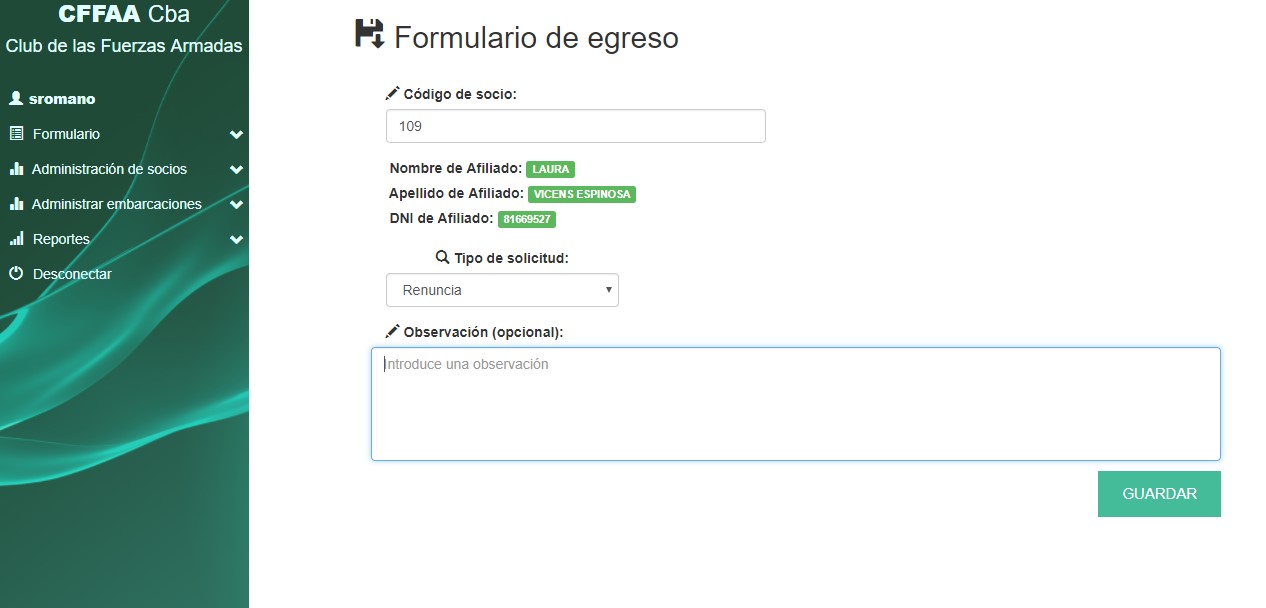 CFFAA Cba
Club de las Fuerzas Armadas
sromano
Formulario
Administración de socios
Administrar embarcaciones
Reportes
Desconectar
Formulario de egreso
Código de socio:
109
Nombre de Afiliado: LAURA
Apellido de Afiliado: VICENS ESPINOSA
DNI de Afiliado: 81669527
Tipo de solicitud:
Renuncia
Observación (opcional):
Introduce una observación
GUARDAR